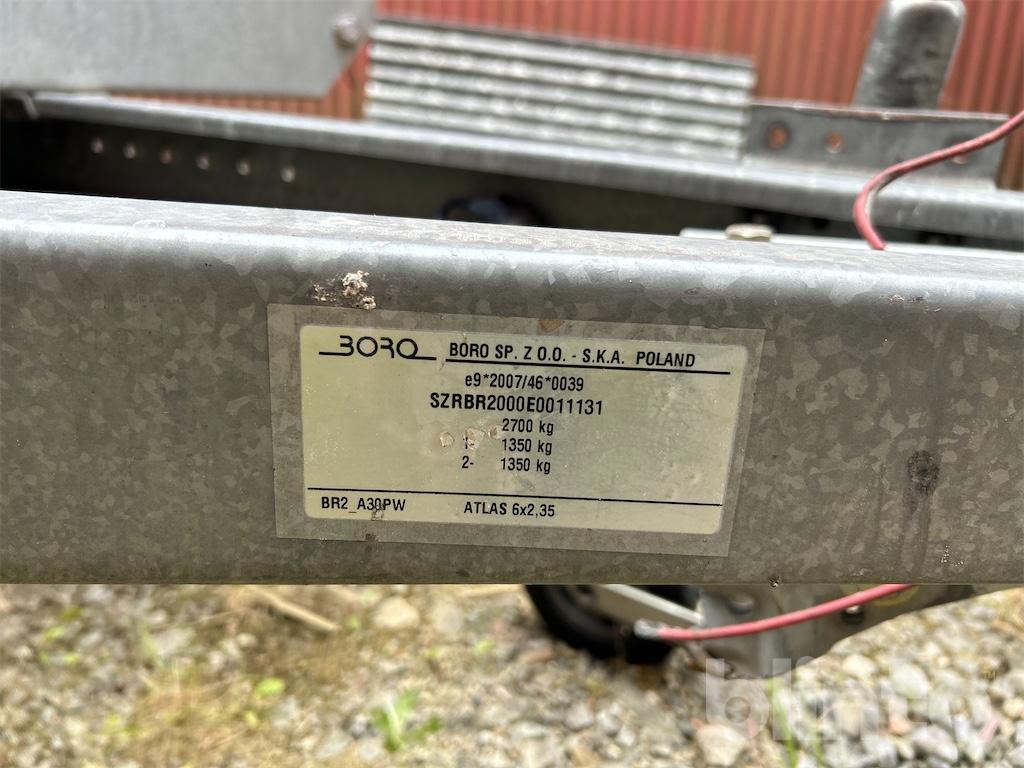 BORO BORO SP. Z O.O. - S.K.A. POLAND
e9*2007/46*0039
SZRBR2000E0011131
2700 kg
1- 1350 kg
2- 1350 kg
BR2_A30PW ATLAS 6x2,35
blinto